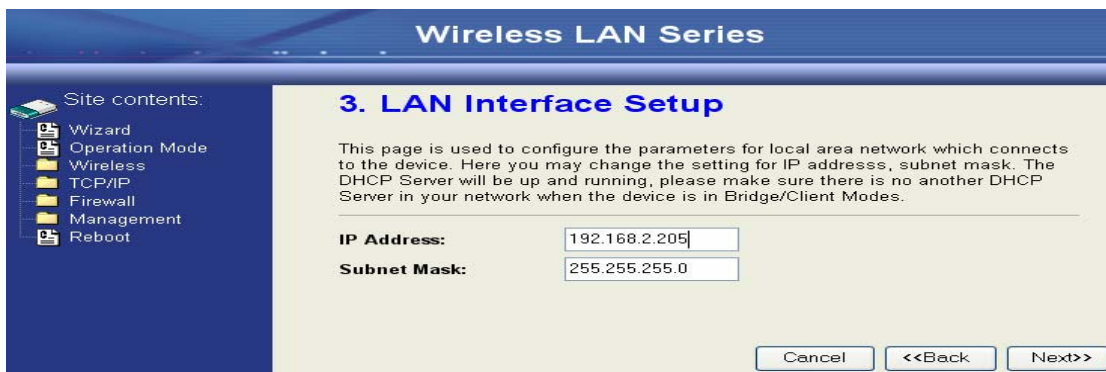 Wireless LAN Series
Site contents:
Wizard
Operation Mode
Wireless
TCP/IP
Firewall
Management
Reboot
3. LAN Interface Setup
This page is used to configure the parameters for local area network which connects
to the device. Here you may change the setting for IP addresss, subnet mask. The
DHCP Server will be up and running, please make sure there is no another DHCP
Server in your network when the device is in Bridge/Client Modes.
IP Address: 192.168.2.205
Subnet Mask: 255.255.255.0
Cancel <<Back Next>>